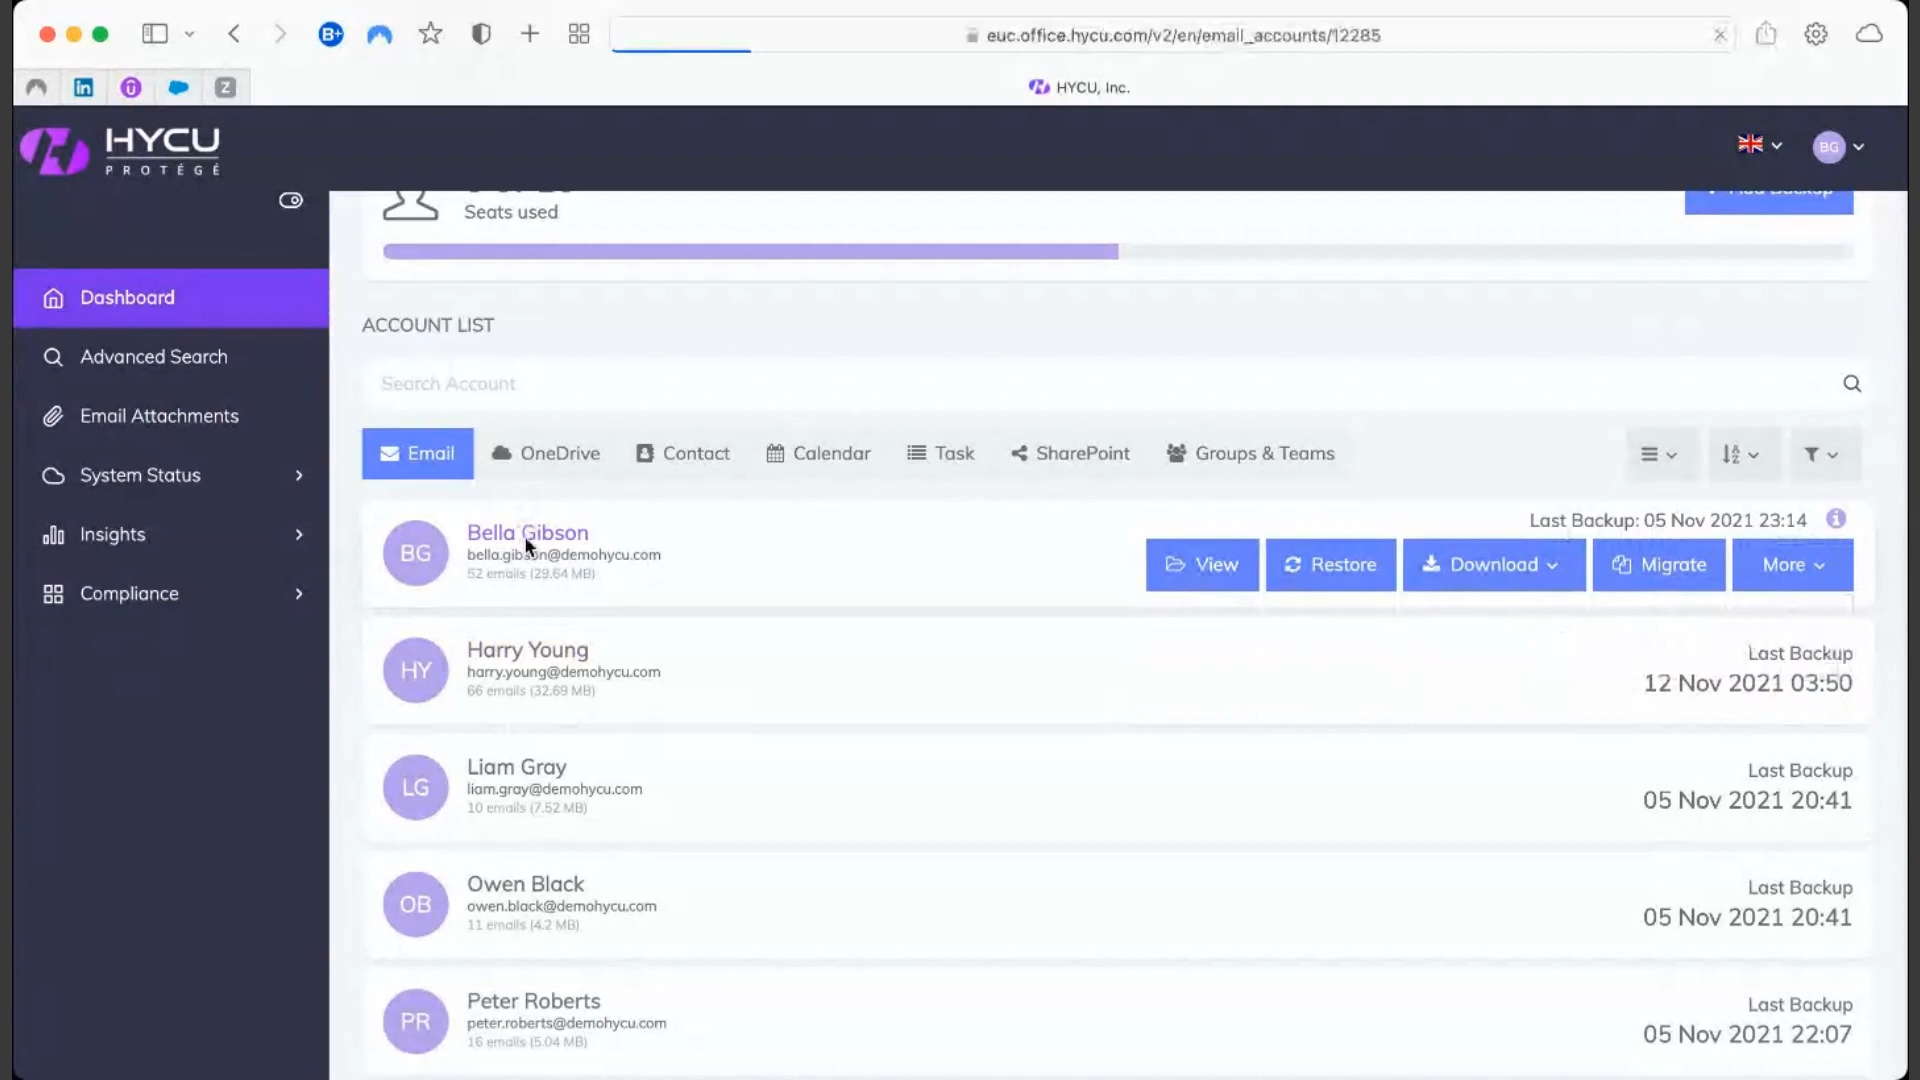 B+
euc.office.hycu.com/v2/en/email_accounts/12285
in
Z
HYCU, Inc.
HYCU
PROTÉGÉ
BG
Seats used
Dashboard
Advanced Search
Email Attachments
System Status
Insights
Compliance
ACCOUNT LIST
Search Account
Email
OneDrive
Contact
Calendar
Task
SharePoint
Groups & Teams
BG
Bella Gibson
bella.gibson@demohycu.com
52 emails (29.64 MB)
Last Backup: 05 Nov 2021 23:14
View
Restore
Download
Migrate
More
HY
Harry Young
harry.young@demohycu.com
66 emails (32.69 MB)
Last Backup
12 Nov 2021 03:50
LG
Liam Gray
liam.gray@demohycu.com
10 emails (7.52 MB)
Last Backup
05 Nov 2021 20:41
OB
Owen Black
owen.black@demohycu.com
11 emails (4.2 MB)
Last Backup
05 Nov 2021 20:41
PR
Peter Roberts
peter.roberts@demohycu.com
16 emails (5.04 MB)
Last Backup
05 Nov 2021 22:07